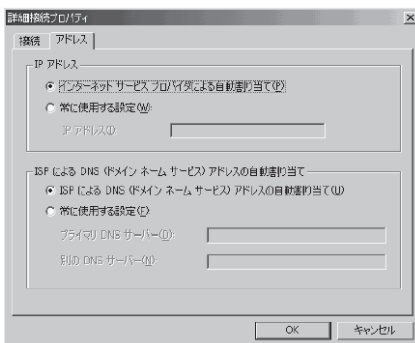 詳細接続プロパティ
接続 アドレス
IP アドレス
インターネット サービス プロバイダによる自動割り当て(P)
常に使用する設定(W):
IP アドレス(I):
ISP による DNS (ドメイン ネーム サービス) アドレスの自動割り当て
ISP による DNS (ドメイン ネーム サービス) アドレスの自動割り当て(U)
常に使用する設定(F):
プライマリ DNS サーバー(D):
別の DNS サーバー(N):
OK キャンセル